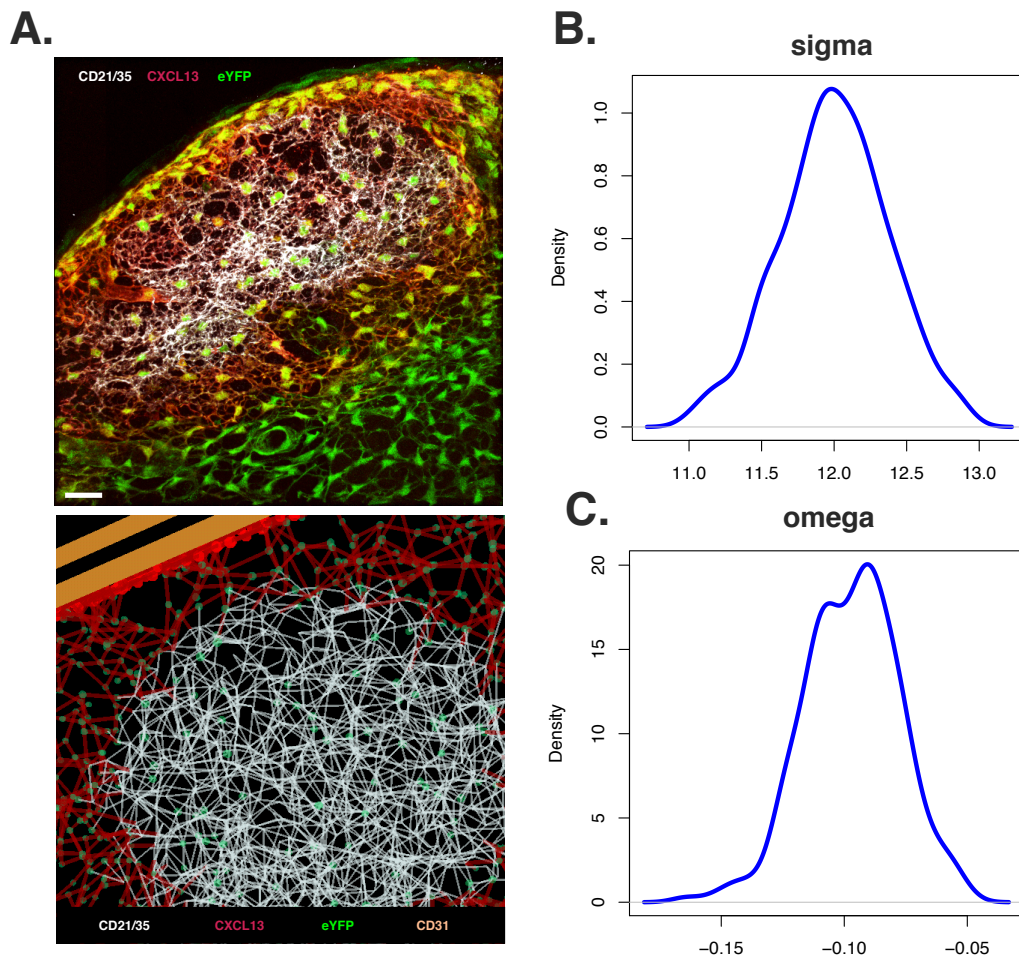 A.
CD21/35 CXCL13 eYFP
CD21/35 CXCL13 eYFP CD31
B.
sigma
Density
0.0 0.2 0.4 0.6 0.8 1.0
11.0 11.5 12.0 12.5 13.0
C.
omega
Density
0 5 10 15 20
−0.15 −0.10 −0.05